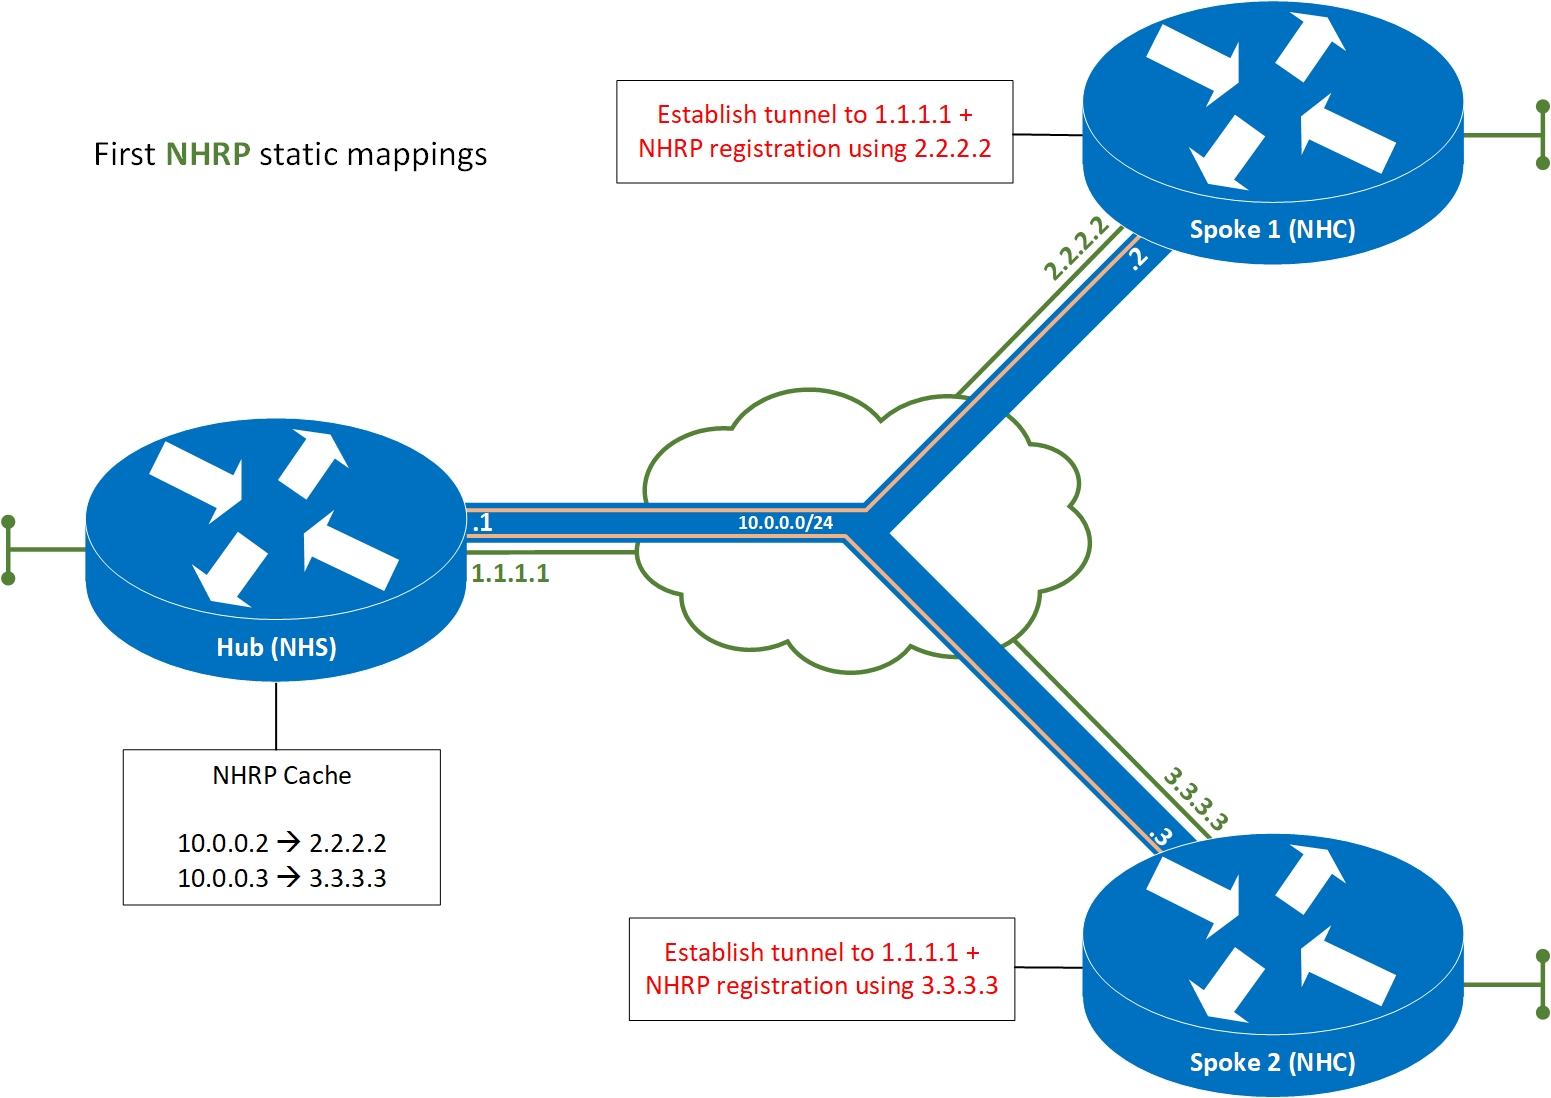 First NHRP static mappings
Establish tunnel to 1.1.1.1 +
NHRP registration using 2.2.2.2
Spoke 1 (NHC)
2.2.2.2
.2
.1
10.0.0.0/24
1.1.1.1
Hub (NHS)
NHRP Cache
10.0.0.2 → 2.2.2.2
10.0.0.3 → 3.3.3.3
3.3.3.3
.3
Establish tunnel to 1.1.1.1 +
NHRP registration using 3.3.3.3
Spoke 2 (NHC)